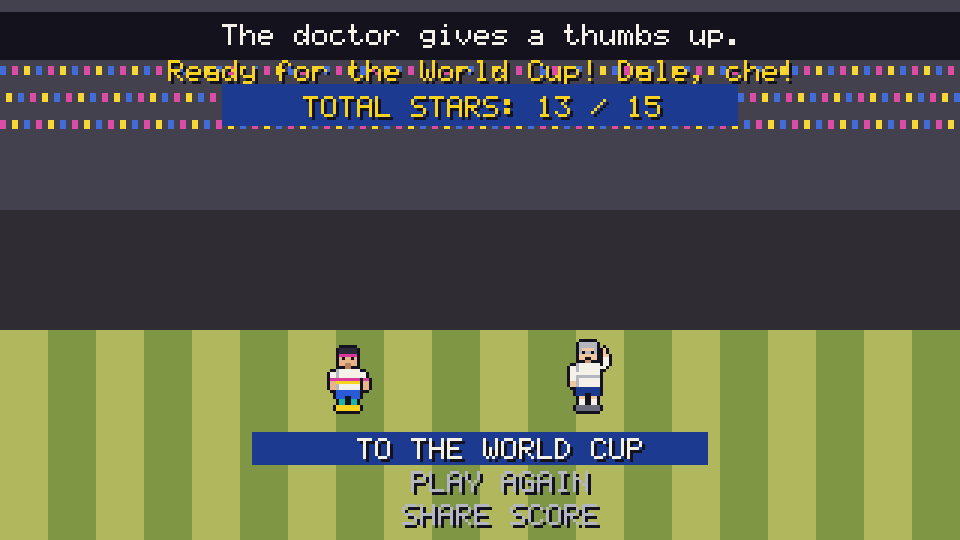 The doctor gives a thumbs up.
Ready for the World Cup! Dale, che!
TOTAL STARS: 13 / 15
TO THE WORLD CUP
PLAY AGAIN
SHARE SCORE